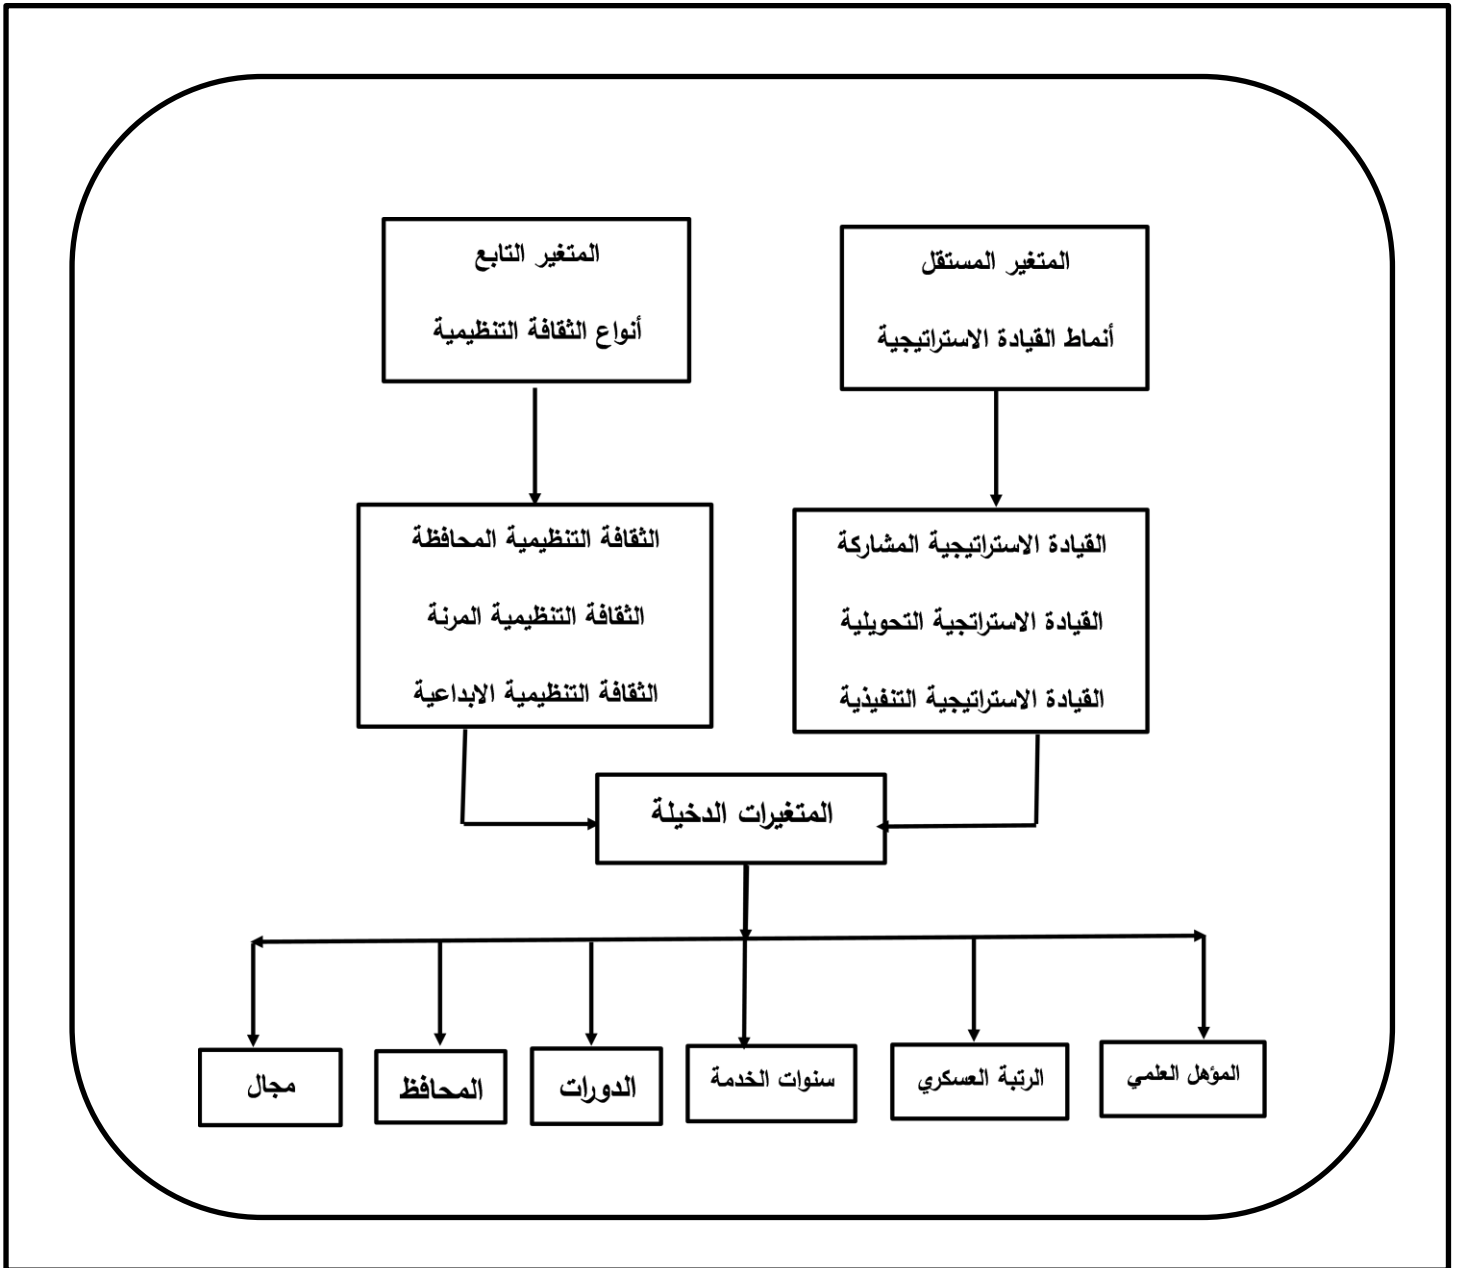 المتغير المستقل
أنماط القيادة الاستراتيجية
المتغير التابع
أنواع الثقافة التنظيمية
القيادة الاستراتيجية المشاركة
القيادة الاستراتجية التحويلية
القيادة الاستراتيجية التنفيذية
الثقافة التنظيمية المحافظة
الثقافة التنظيمية المرنة
الثقافة التنظيمية الابداعية
المتغيرات الدخيلة
المؤهل العلمي
الرتبة العسكري
سنوات الخدمة
الدورات
المحافظ
مجال